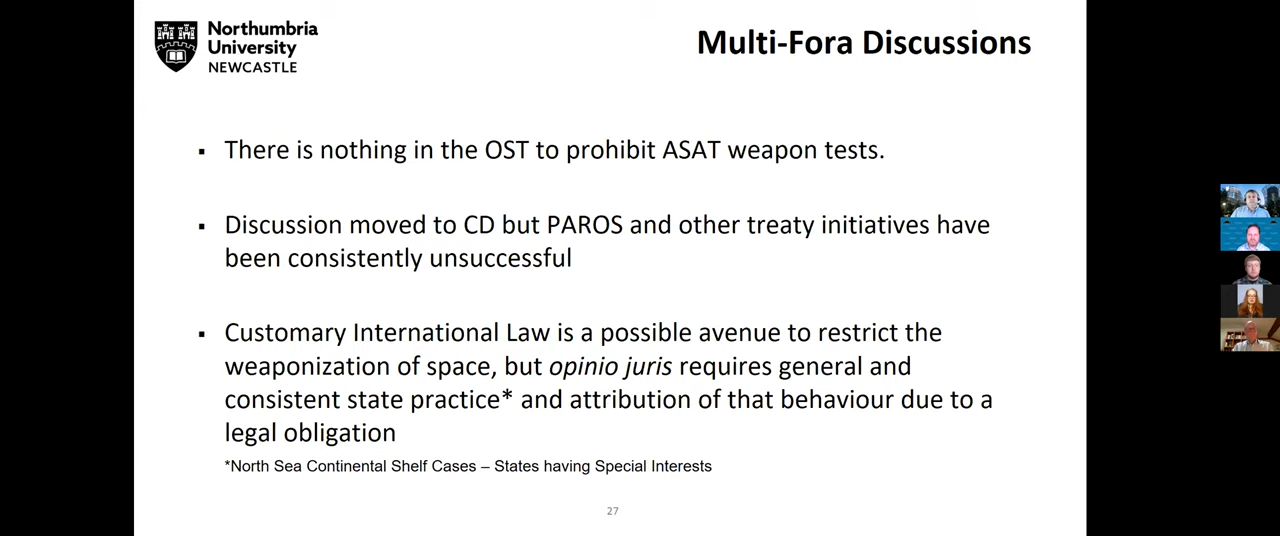 Northumbria
University
NEWCASTLE
Multi-Fora Discussions
▪ There is nothing in the OST to prohibit ASAT weapon tests.
▪ Discussion moved to CD but PAROS and other treaty initiatives have
been consistently unsuccessful
▪ Customary International Law is a possible avenue to restrict the
weaponization of space, but opinio juris requires general and
consistent state practice* and attribution of that behaviour due to a
legal obligation
*North Sea Continental Shelf Cases – States having Special Interests
27